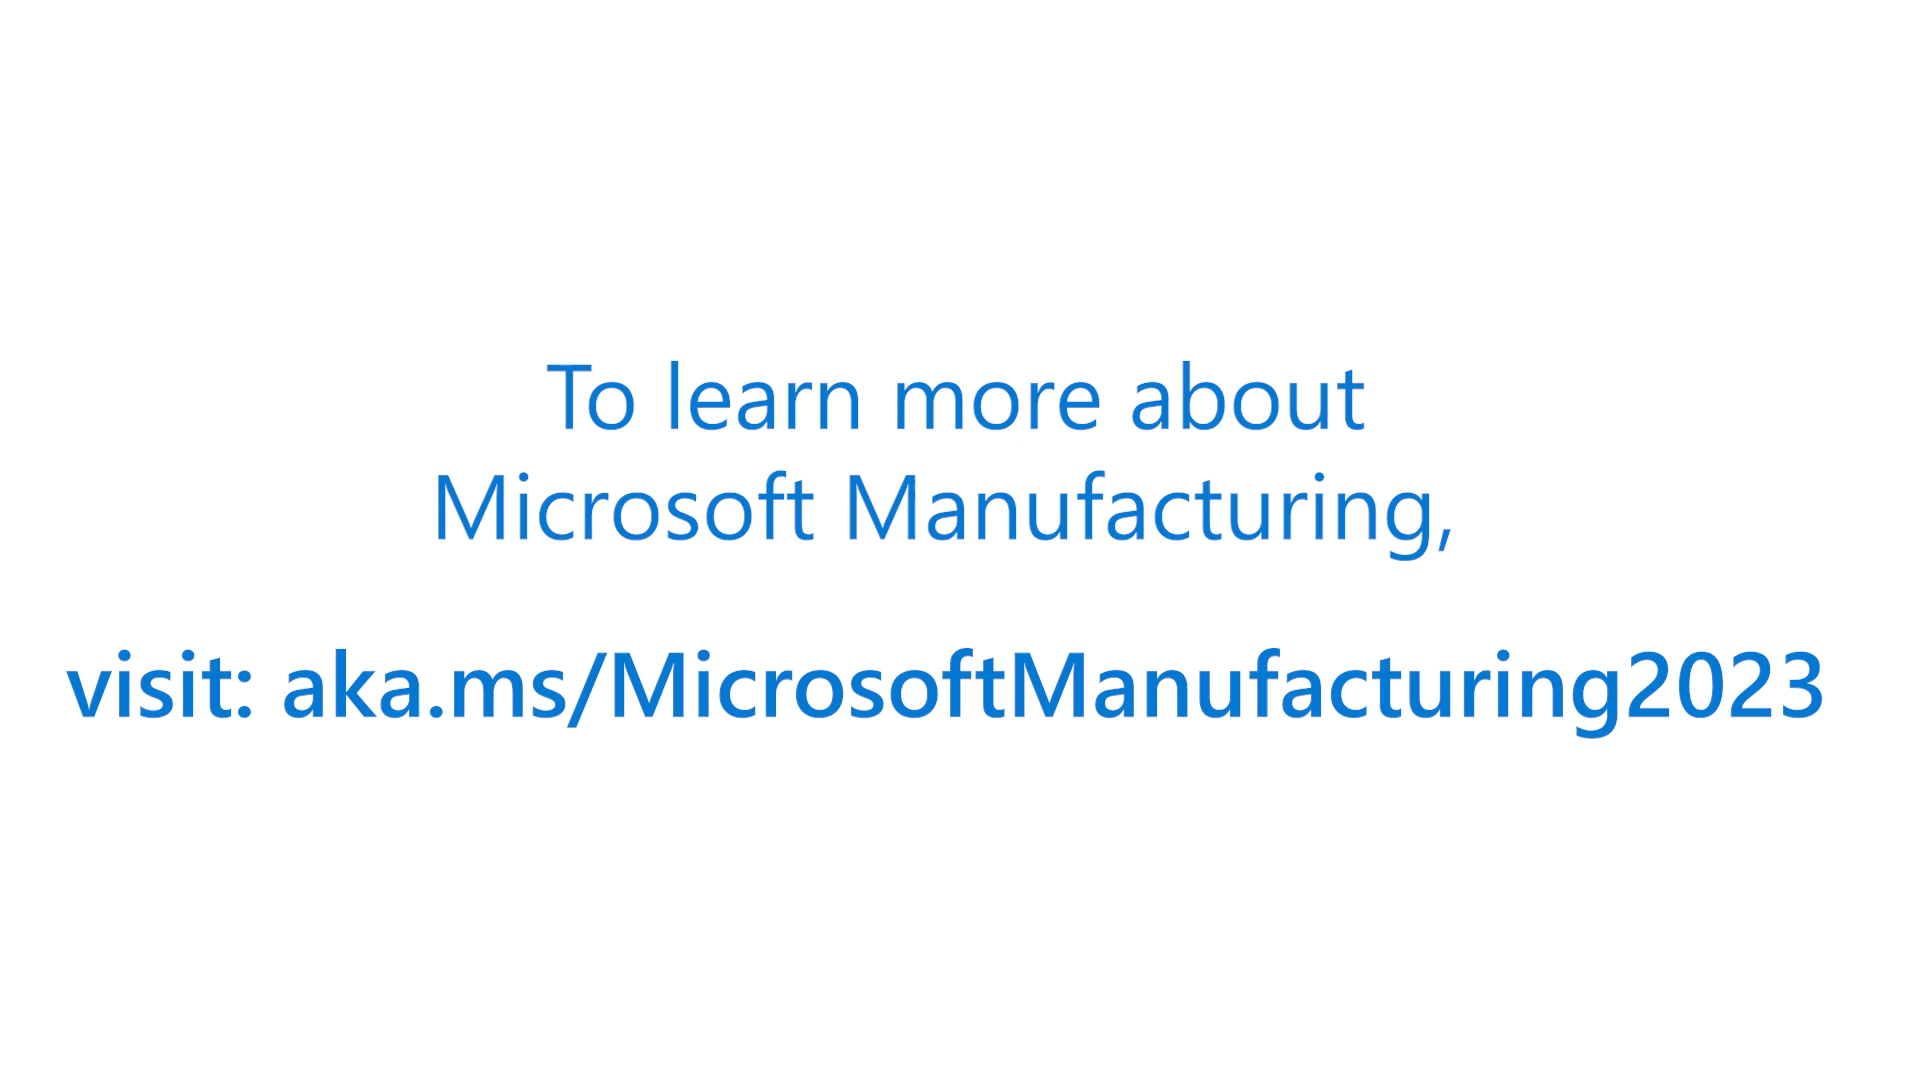 To learn more about
Microsoft Manufacturing,
visit: aka.ms/MicrosoftManufacturing2023